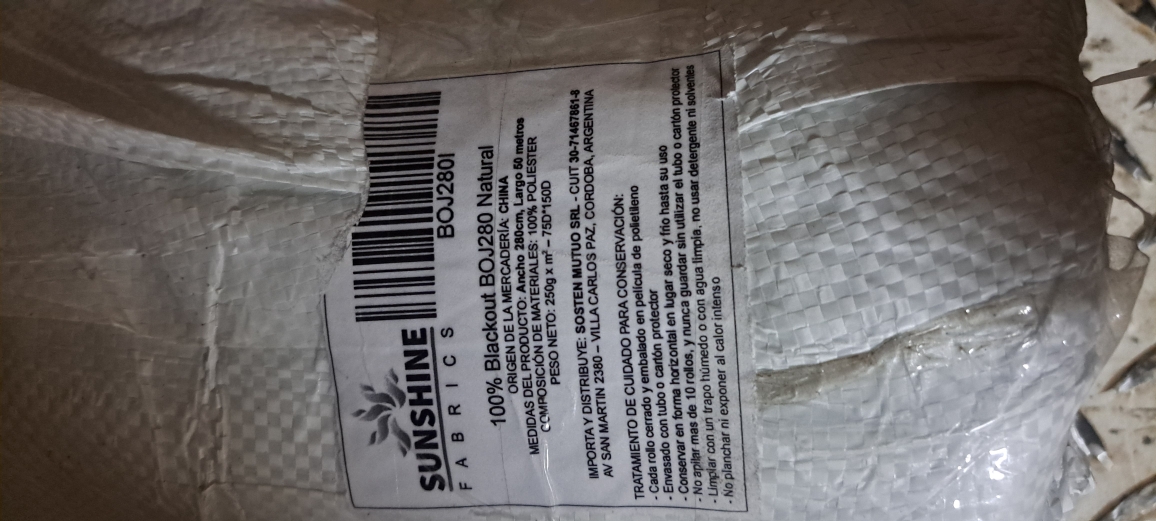 SUNSHINE
FABRICS
BOJ280I
100% Blackout BOJ280 Natural
ORIGEN DE LA MERCADERÍA: CHINA
MEDIDAS DEL PRODUCTO: Ancho 280cm, Largo 50 metros
COMPOSICIÓN DE MATERIALES: 100% POLIESTER
PESO NETO: 250g x m² – 75D*150D
IMPORTA Y DISTRIBUYE: SOSTEN MUTUO SRL - CUIT 30-71467861-8
AV SAN MARTIN 2380 – VILLA CARLOS PAZ, CORDOBA, ARGENTINA
TRATAMIENTO DE CUIDADO PARA CONSERVACIÓN:
- Cada rollo cerrado y embalado en película de polietileno
- Envasado con tubo o cartón protector
- Conservar en forma horizontal en lugar seco y frío hasta su uso
- No apilar mas de 10 rollos, y nunca guardar sin utilizar el tubo o cartón protector
- Limpiar con un trapo húmedo o con agua limpia, no usar detergente ni solventes
- No planchar ni exponer al calor intenso